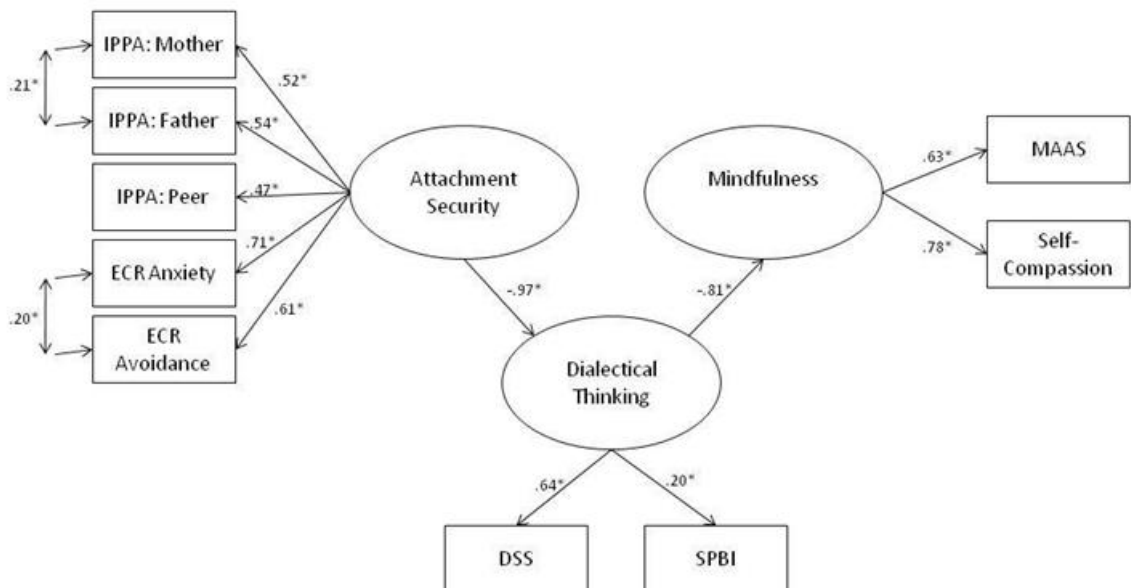 IPPA: Mother
.21*
.52*
IPPA: Father
.54*
IPPA: Peer
.47*
ECR Anxiety
.71*
.20*
ECR
Avoidance
.61*
Attachment
Security
-.97*
Mindfulness
-.81*
.63*
MAAS
.78*
Self-
Compassion
Dialectical
Thinking
.64*
.20*
DSS
SPBI